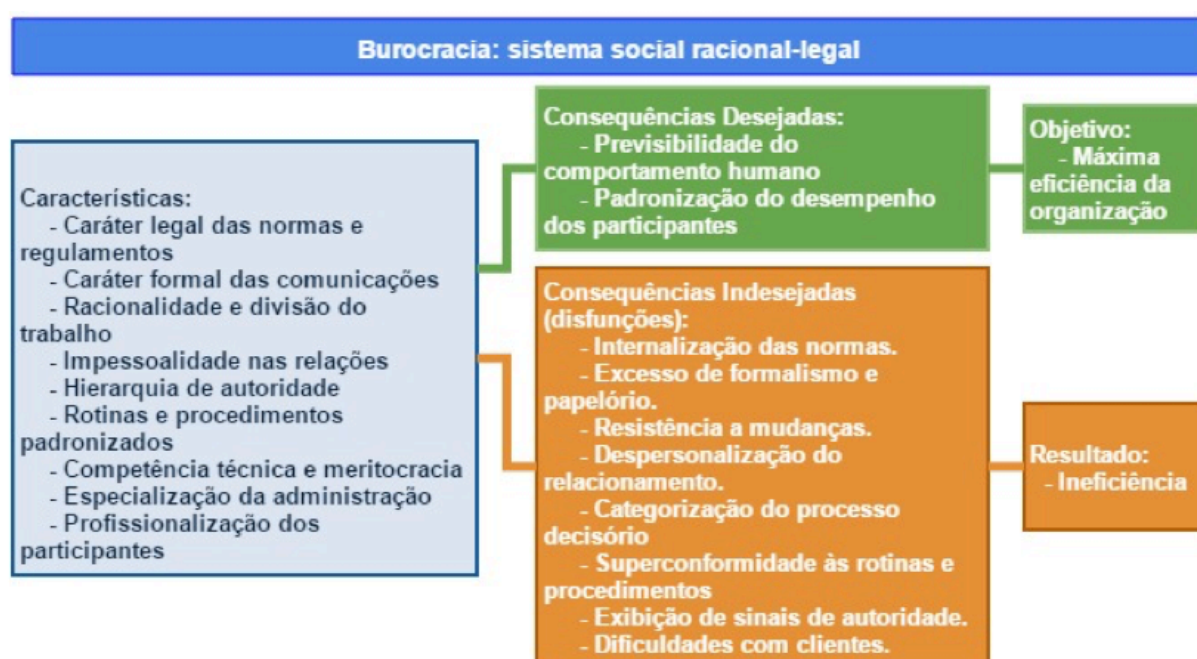 Burocracia: sistema social racional-legal
Características:
- Caráter legal das normas e
regulamentos
- Caráter formal das comunicações
- Racionalidade e divisão do
trabalho
- Impessoalidade nas relações
- Hierarquia de autoridade
- Rotinas e procedimentos
padronizados
- Competência técnica e meritocracia
- Especialização da administração
- Profissionalização dos
participantes
Consequências Desejadas:
- Previsibilidade do
comportamento humano
- Padronização do desempenho
dos participantes
Objetivo:
- Máxima
eficiência da
organização
Consequências Indesejadas
(disfunções):
- Internalização das normas.
- Excesso de formalismo e
papelório.
- Resistência a mudanças.
- Despersonalização do
relacionamento.
- Categorização do processo
decisório
- Superconformidade às rotinas e
procedimentos
- Exibição de sinais de autoridade.
- Dificuldades com clientes.
Resultado:
- Ineficiência